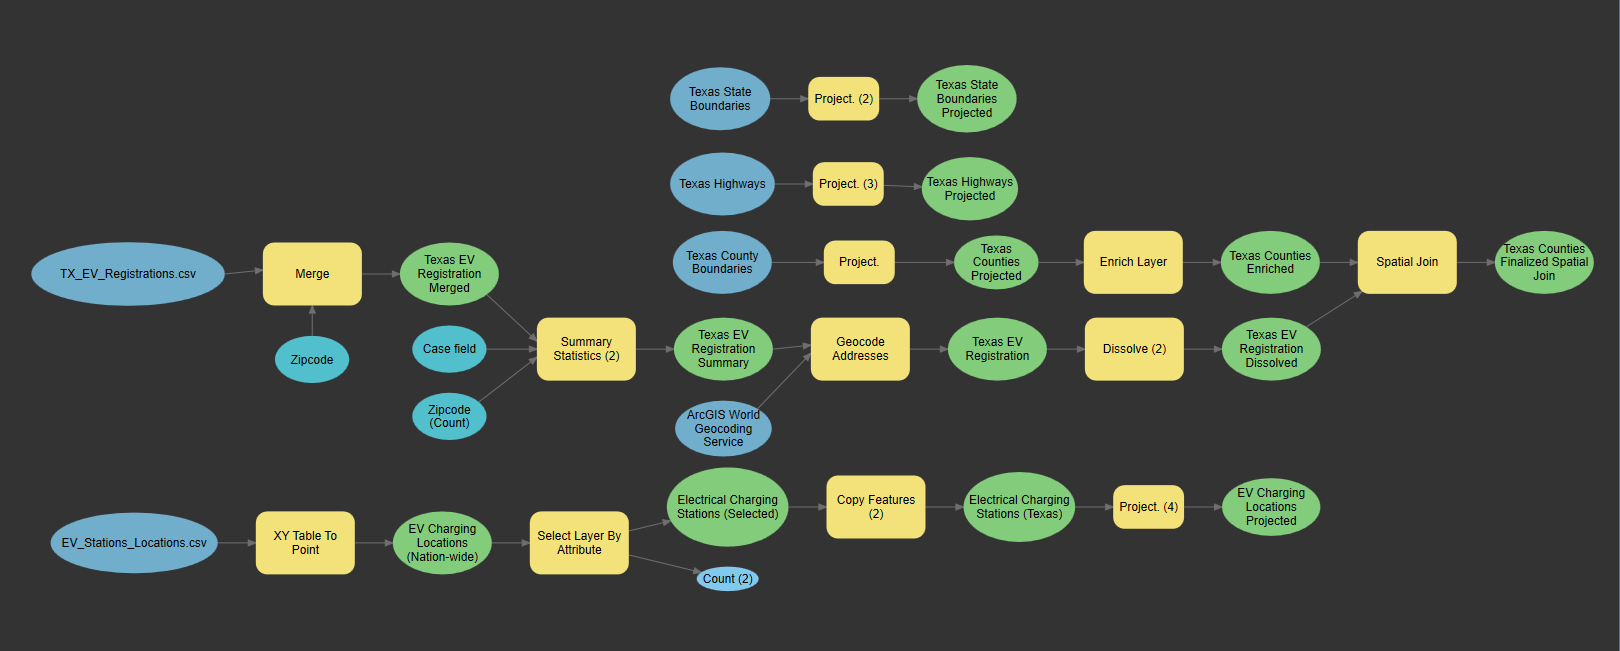 Texas State
Boundaries
Project. (2)
Texas State
Boundaries
Projected
Texas Highways
Project. (3)
Texas Highways
Projected
TX_EV_Registrations.csv
Merge
Zipcode
Texas EV
Registration
Merged
Case field
Zipcode
(Count)
Summary
Statistics (2)
Texas County
Boundaries
Project.
Texas
Counties
Projected
Enrich Layer
Texas Counties
Enriched
Spatial Join
Texas Counties
Finalized Spatial
Join
Texas EV
Registration
Summary
ArcGIS World
Geocoding
Service
Geocode
Addresses
Texas EV
Registration
Dissolve (2)
Texas EV
Registration
Dissolved
EV_Stations_Locations.csv
XY Table To
Point
EV Charging
Locations
(Nation-wide)
Select Layer By
Attribute
Electrical Charging
Stations (Selected)
Count (2)
Copy Features
(2)
Electrical Charging
Stations (Texas)
Project. (4)
EV Charging
Locations
Projected